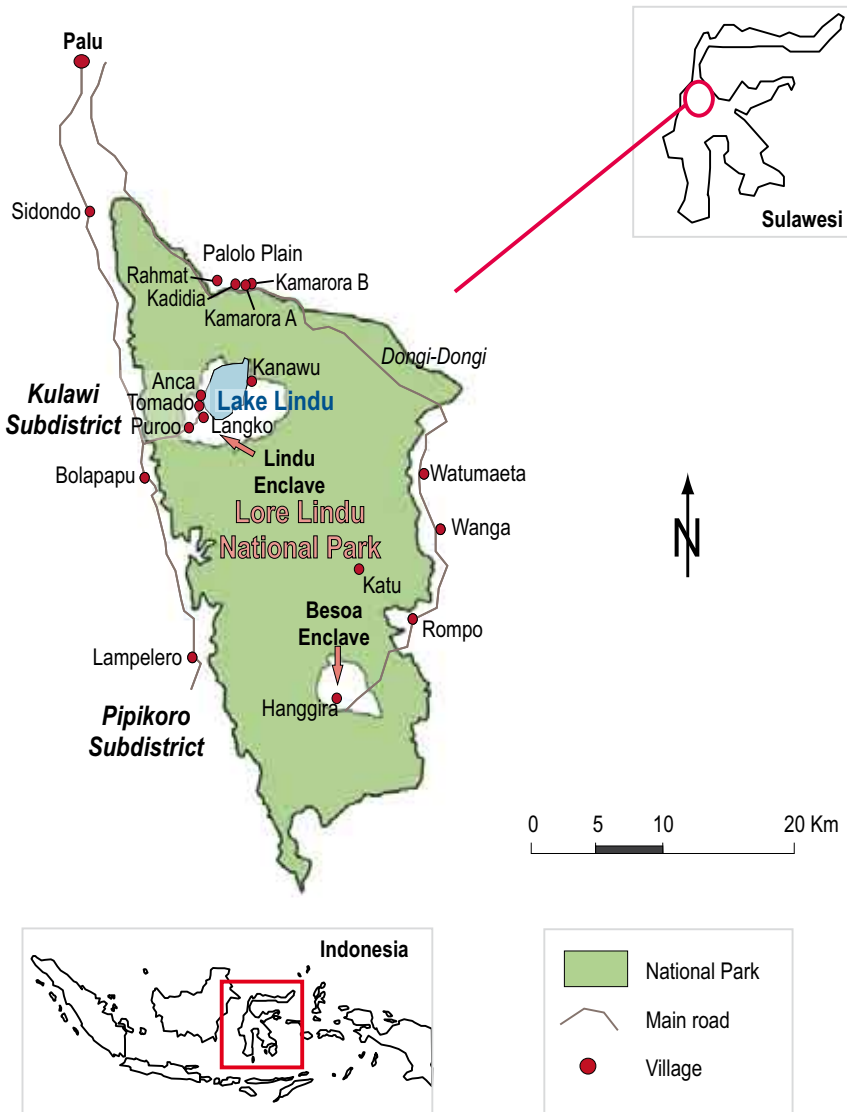 Palu
Sulawesi
Sidondo
Palolo Plain
Rahmat
Kamarora B
Kadidia
Kamarora A
Dongi-Dongi
Kanawu
Anca
Kulawi
Subdistrict
Tomado
Lake Lindu
Puroo
Langko
Lindu
Enclave
Bolapapu
Watumaeta
Lore Lindu
National Park
Wanga
N
Katu
Besoa
Enclave
Rompo
Lampelero
Hanggira
Pipikoro
Subdistrict
0 5 10 20 Km
Indonesia
National Park
Main road
Village